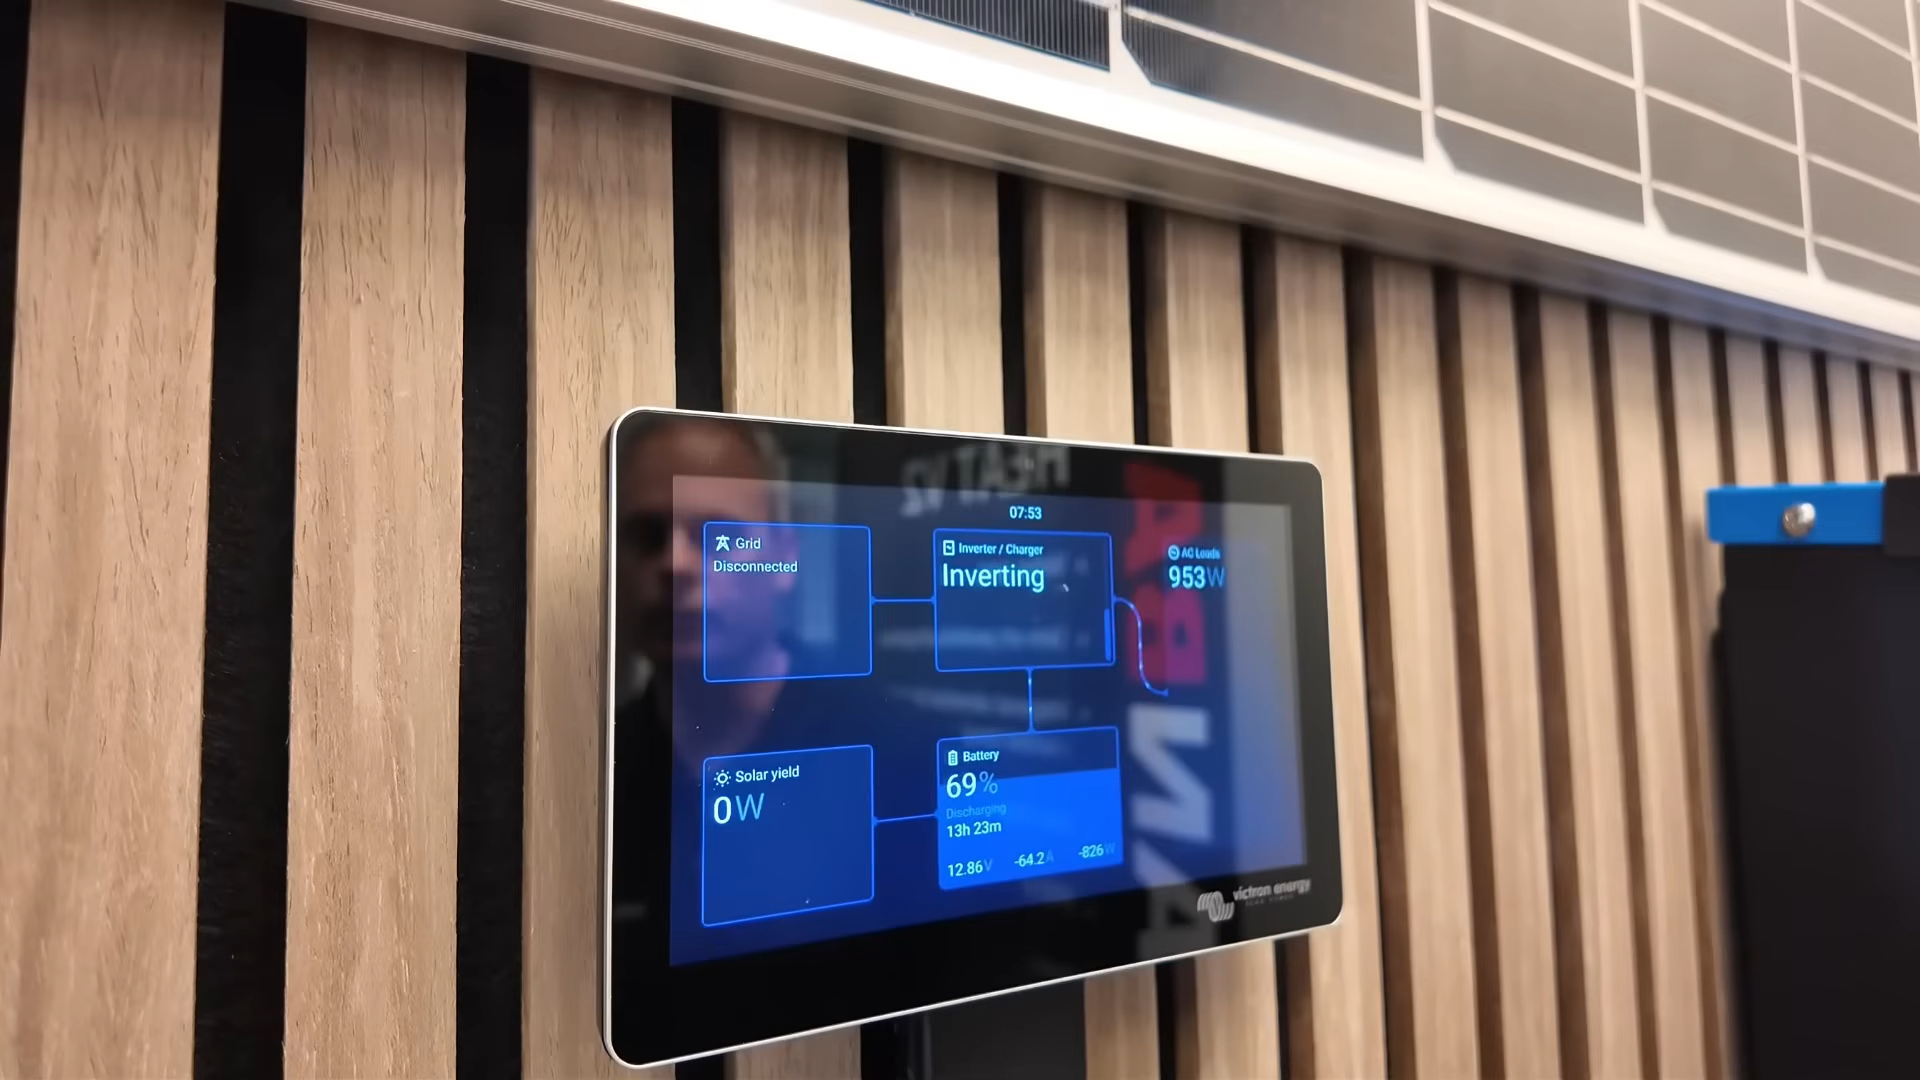 07:53
Grid
Disconnected
Inverter / Charger
Inverting
AC Loads
953W
Solar yield
0W
Battery
69%
Discharging
13h 23m
12.86V -64.2A -826W
victron energy